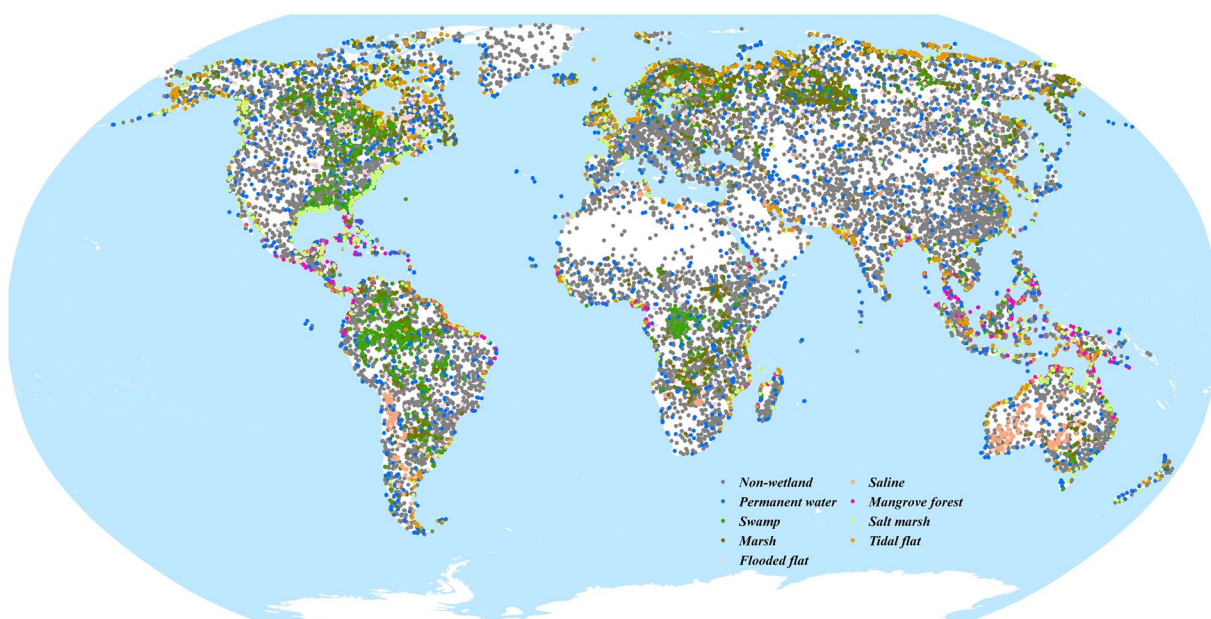 Non-wetland
Permanent water
Swamp
Marsh
Flooded flat
Saline
Mangrove forest
Salt marsh
Tidal flat